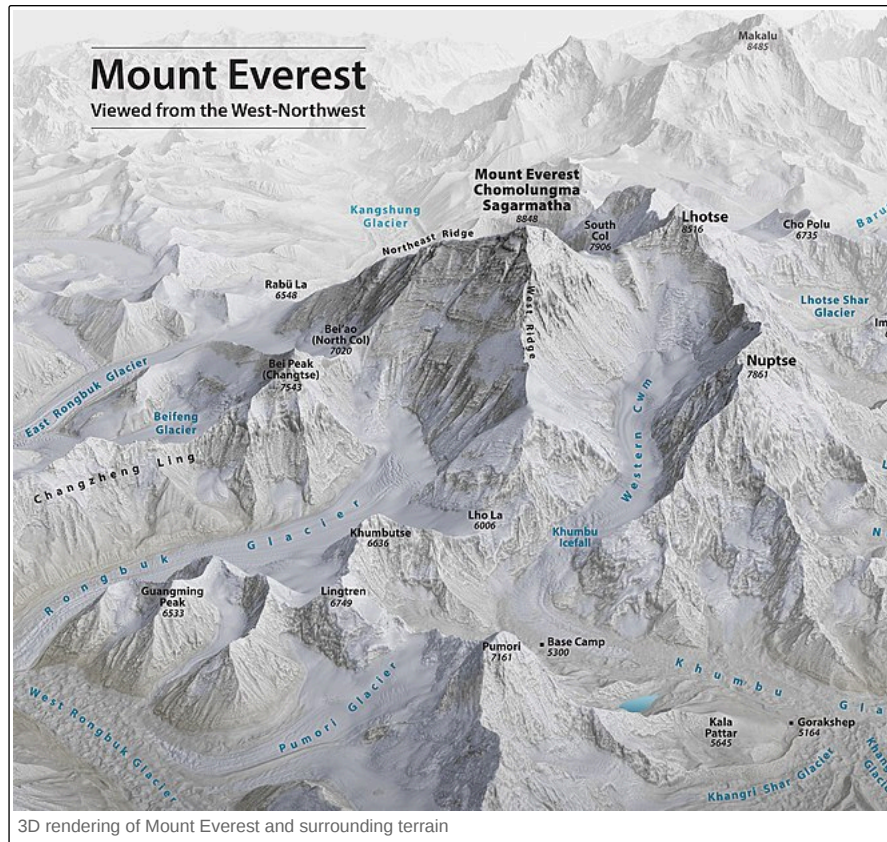 Mount Everest
Viewed from the West-Northwest
Makalu
8485
Mount Everest
Chomolungma
Sagarmatha
8848
Kangshung
Glacier
Northeast Ridge
South
Col
7906
Lhotse
8516
Cho Polu
6735
Rabü La
6548
West Ridge
Lhotse Shar
Glacier
Bei'ao
(North Col)
7020
Bei Peak
(Changtse)
7543
Nuptse
7861
East Rongbuk Glacier
Beifeng
Glacier
Western Cwm
Changzheng Ling
Rongbuk Glacier
Lho La
6006
Khumbutse
6636
Khumbu
Icefall
Guangming
Peak
6533
Lingtren
6749
Pumori
7161
Base Camp
5300
Khumbu
West Rongbuk Glacier
Pumori Glacier
Kala
Pattar
5645
Gorakshep
5164
Khangri Shar Glacier
3D rendering of Mount Everest and surrounding terrain